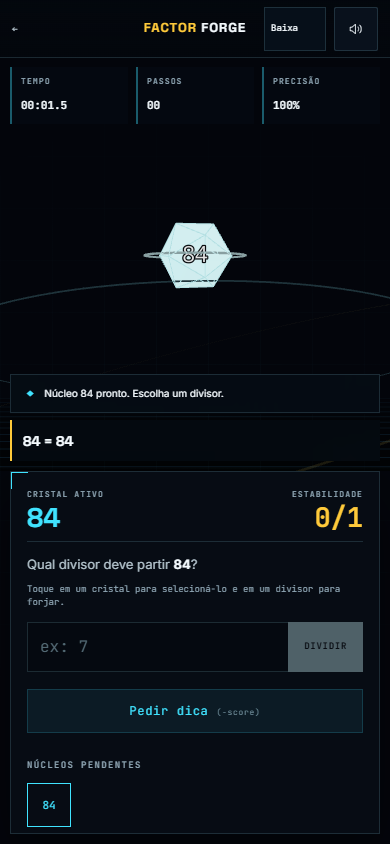 ←
FACTOR FORGE
Baixa
TEMPO
PASSOS
PRECISÃO
00:01.5
00
100%
84
Núcleo 84 pronto. Escolha um divisor.
84 = 84
CRISTAL ATIVO
ESTABILIDADE
84
0/1
Qual divisor deve partir 84?
Toque em um cristal para selecioná-lo e em um divisor para
forjar.
ex: 7
DIVIDIR
Pedir dica (-score)
NÚCLEOS PENDENTES
84